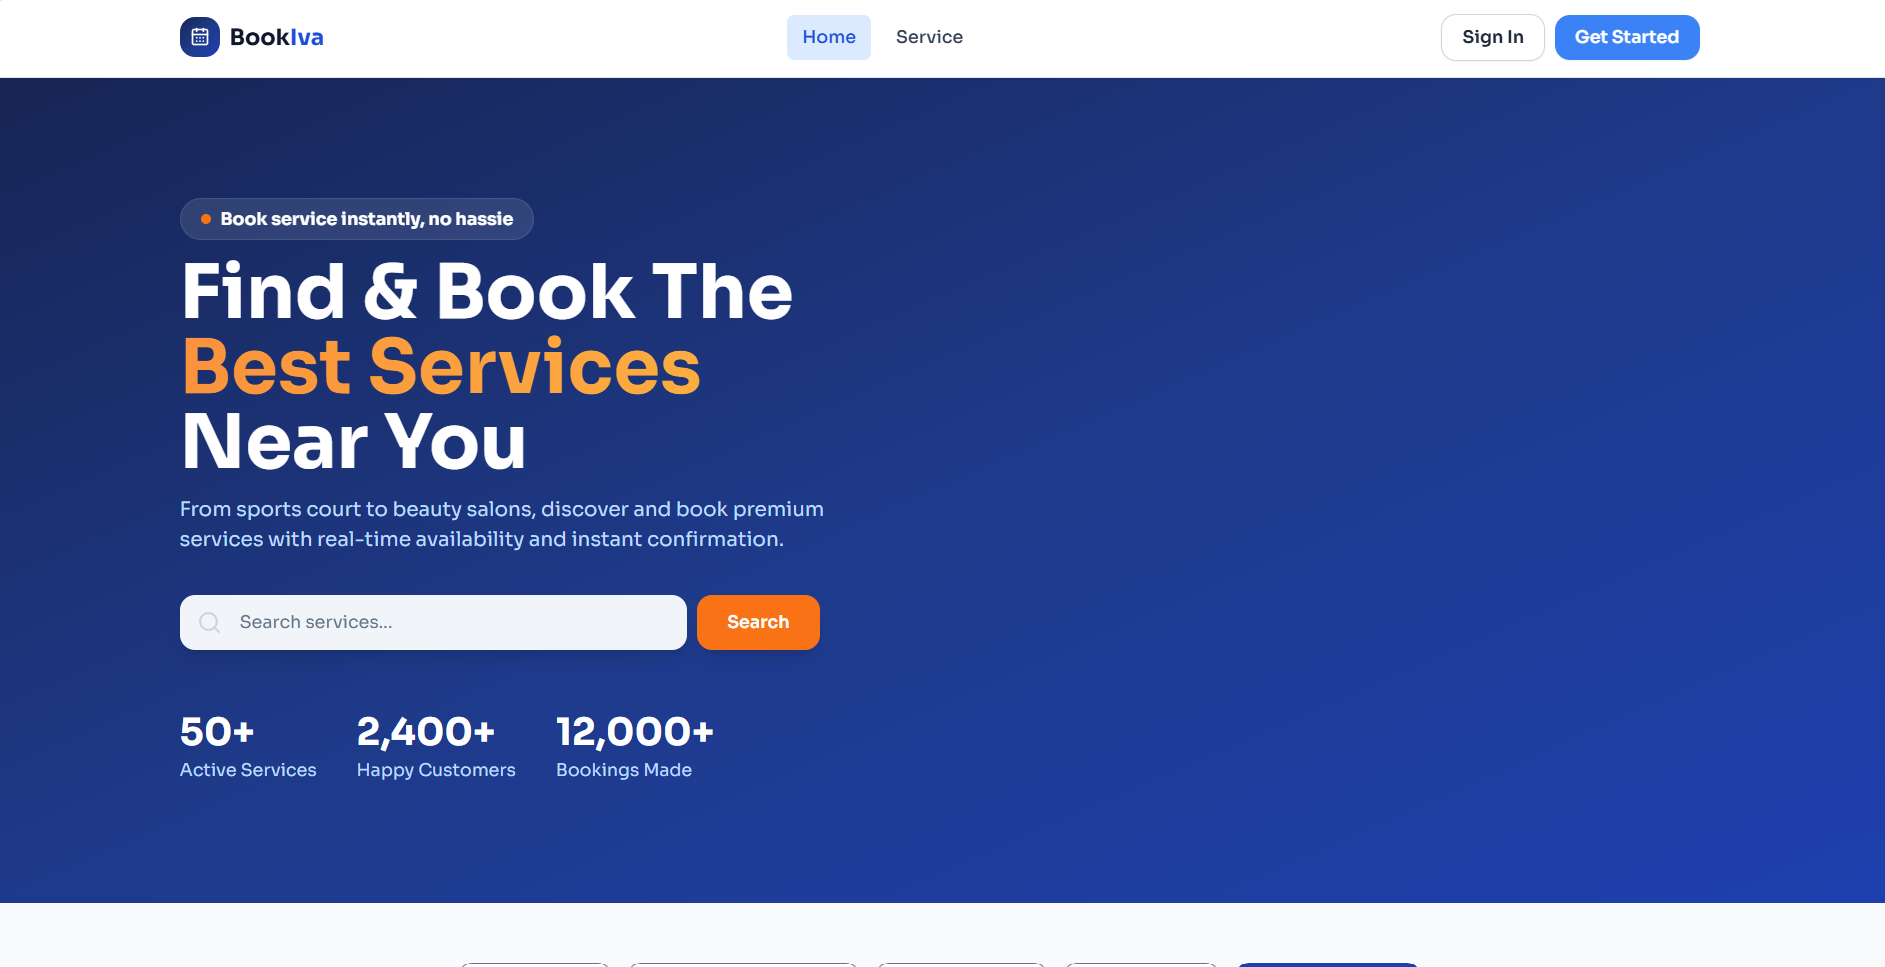 BookIva
Home
Service
Sign In
Get Started
Book service instantly, no hassie
Find & Book The
Best Services
Near You
From sports court to beauty salons, discover and book premium
services with real-time availability and instant confirmation.
Search services...
Search
50+
2,400+
12,000+
Active Services
Happy Customers
Bookings Made